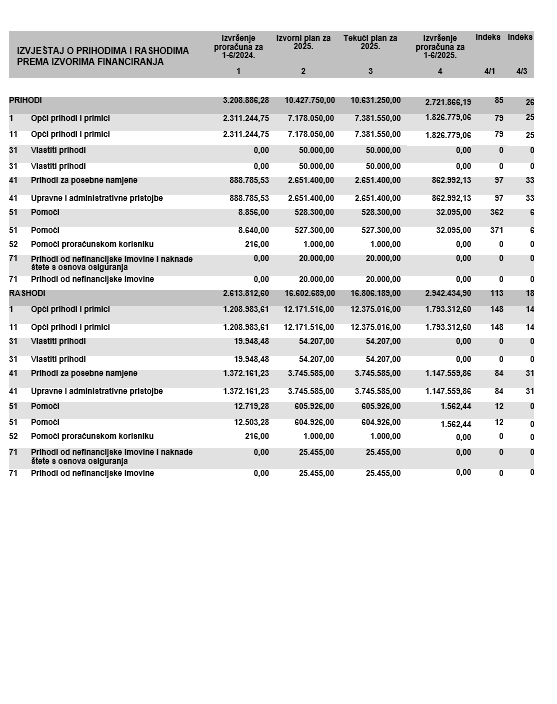 IZVJEŠTAJ O PRIHODIMA I RASHODIMA PREMA IZVORIMA FINANCIRANJA Izvršenje proračuna za 1-6/2024. Izvorni plan za 2025. Tekući plan za 2025. Izvršenje proračuna za 1-6/2025. Indeks Indeks
1 2 3 4 4/1 4/3
PRIHODI 3.208.886,28 10.427.750,00 10.631.250,00 2.721.866,19 85 26
1 Opći prihodi i primici 2.311.244,75 7.178.050,00 7.381.550,00 1.826.779,06 79 25
11 Opći prihodi i primici 2.311.244,75 7.178.050,00 7.381.550,00 1.826.779,06 79 25
31 Vlastiti prihodi 0,00 50.000,00 50.000,00 0,00 0 0
31 Vlastiti prihodi 0,00 50.000,00 50.000,00 0,00 0 0
41 Prihodi za posebne namjene 888.785,53 2.651.400,00 2.651.400,00 862.992,13 97 33
41 Upravne i administrativne pristojbe 888.785,53 2.651.400,00 2.651.400,00 862.992,13 97 33
51 Pomoći 8.856,00 528.300,00 528.300,00 32.095,00 362 6
51 Pomoći 8.640,00 527.300,00 527.300,00 32.095,00 371 6
52 Pomoći proračunskom korisniku 216,00 1.000,00 1.000,00 0,00 0 0
71 Prihodi od nefinancijske imovine i naknade 0,00 20.000,00 20.000,00 0,00 0 0
štete s osnova osiguranja
71 Prihodi od nefinancijske imovine 0,00 20.000,00 20.000,00 0,00 0 0
RASHODI 2.613.812,60 16.602.689,00 16.806.189,00 2.942.434,90 113 18
1 Opći prihodi i primici 1.208.983,61 12.171.516,00 12.375.016,00 1.793.312,60 148 14
11 Opći prihodi i primici 1.208.983,61 12.171.516,00 12.375.016,00 1.793.312,60 148 14
31 Vlastiti prihodi 19.948,48 54.207,00 54.207,00 0,00 0 0
31 Vlastiti prihodi 19.948,48 54.207,00 54.207,00 0,00 0 0
41 Prihodi za posebne namjene 1.372.161,23 3.745.585,00 3.745.585,00 1.147.559,86 84 31
41 Upravne i administrativne pristojbe 1.372.161,23 3.745.585,00 3.745.585,00 1.147.559,86 84 31
51 Pomoći 12.719,28 605.926,00 605.926,00 1.562,44 12 0
51 Pomoći 12.503,28 604.926,00 604.926,00 1.562,44 12 0
52 Pomoći proračunskom korisniku 216,00 1.000,00 1.000,00 0,00 0 0
71 Prihodi od nefinancijske imovine i naknade 0,00 25.455,00 25.455,00 0,00 0 0
štete s osnova osiguranja
71 Prihodi od nefinancijske imovine 0,00 25.455,00 25.455,00 0,00 0 0